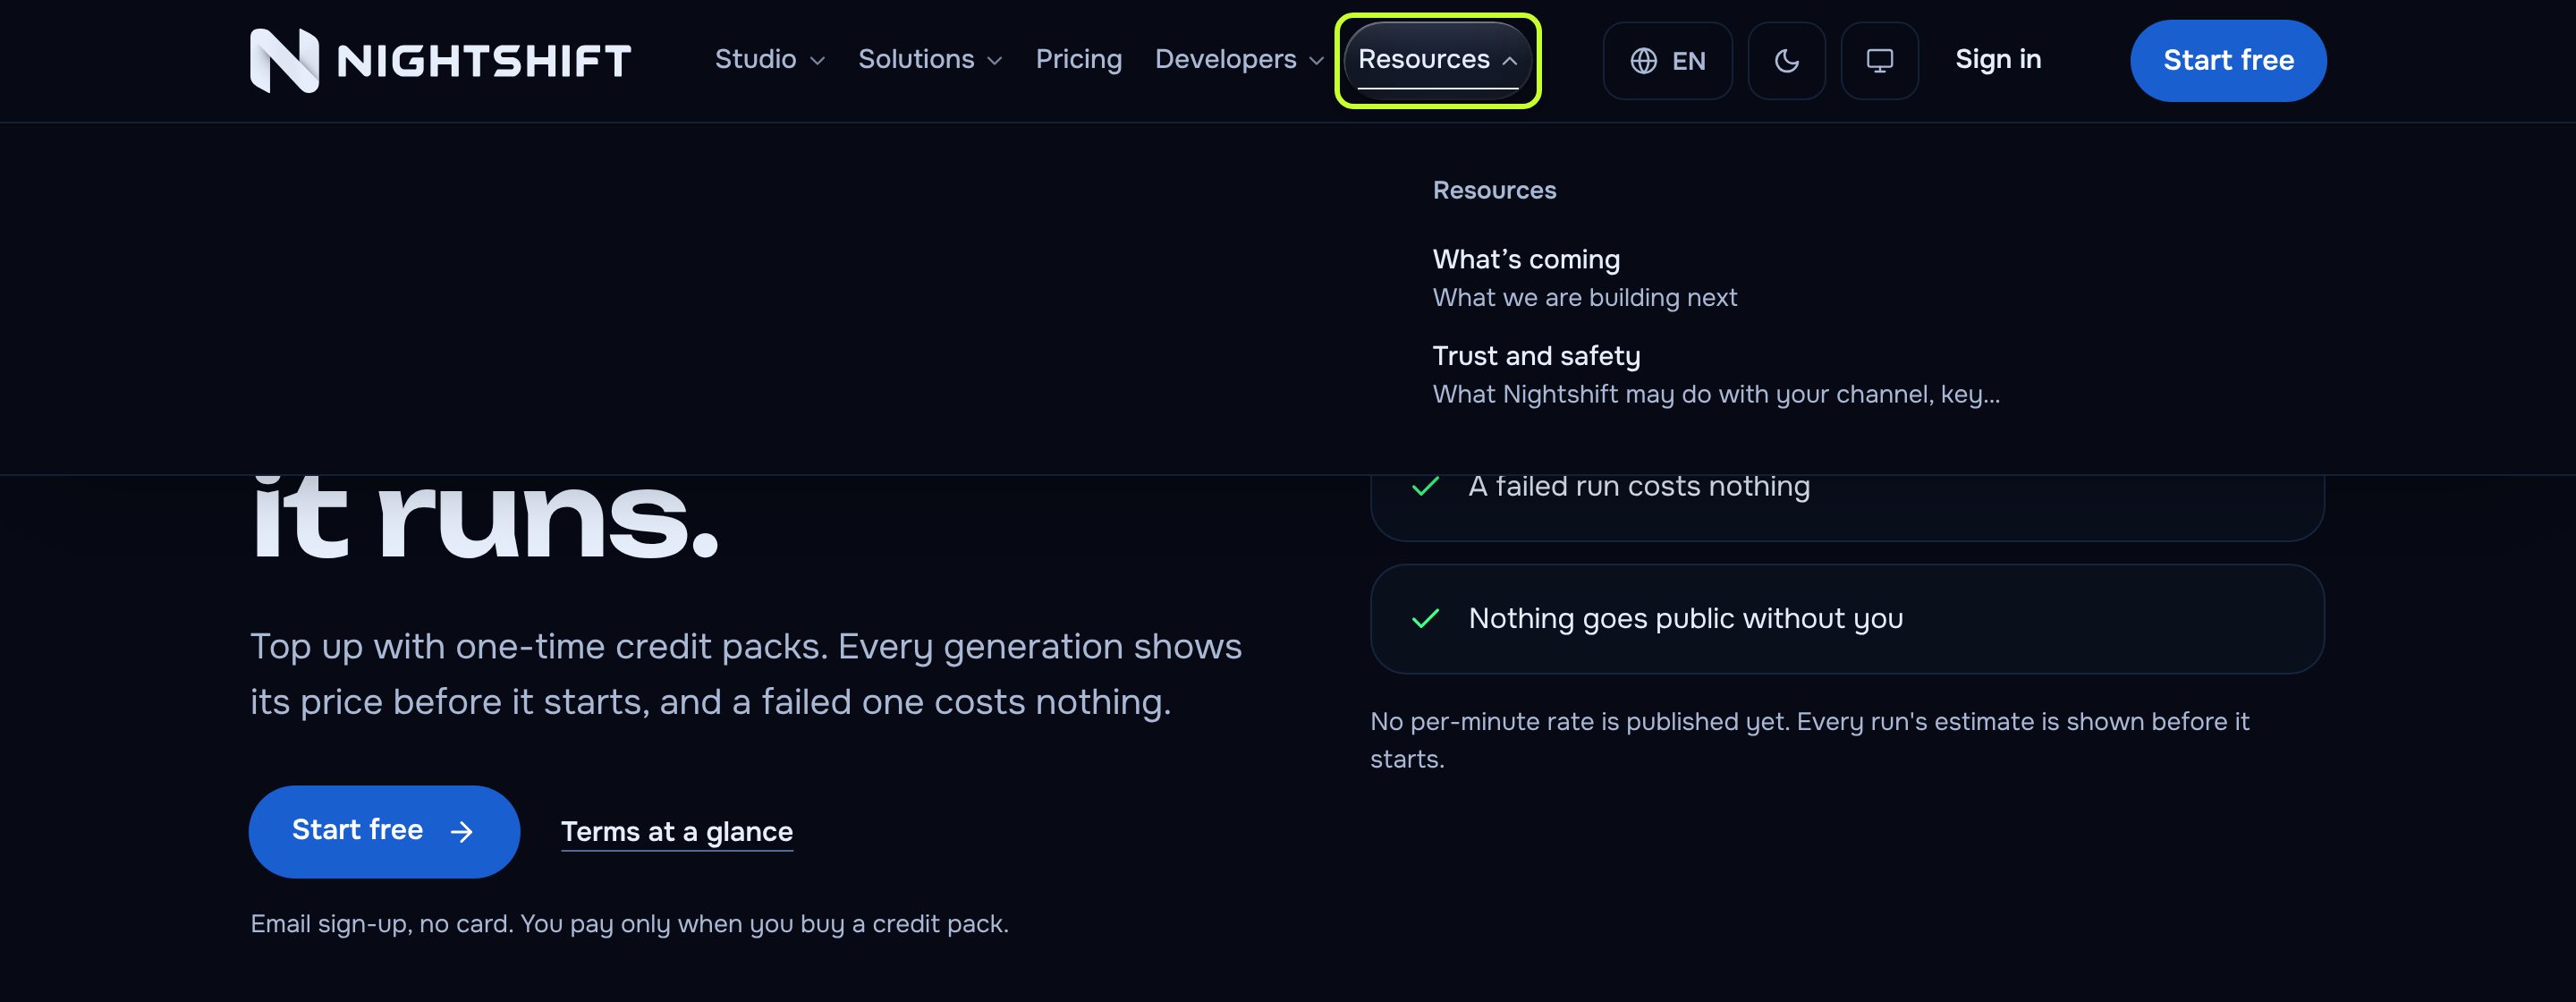 NIGHTSHIFT
Studio
Solutions
Pricing
Developers
Resources
EN
Sign in
Start free
Resources
What’s coming
What we are building next
Trust and safety
What Nightshift may do with your channel, key...
it runs.
A failed run costs nothing
Top up with one-time credit packs. Every generation shows
its price before it starts, and a failed one costs nothing.
Nothing goes public without you
No per-minute rate is published yet. Every run's estimate is shown before it
starts.
Start free
Terms at a glance
Email sign-up, no card. You pay only when you buy a credit pack.